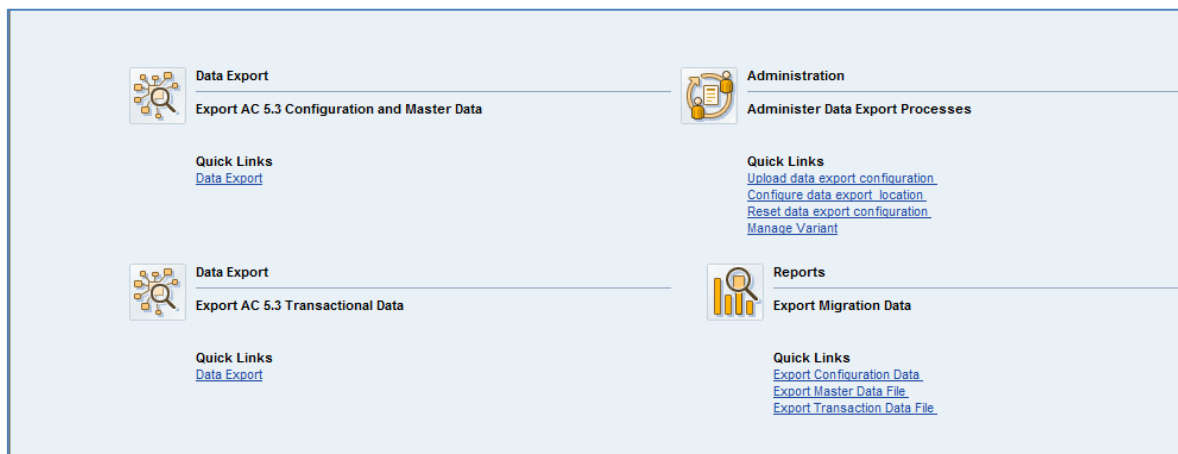 Data Export
Export AC 5.3 Configuration and Master Data
Quick Links
Data Export
Administration
Administer Data Export Processes
Quick Links
Upload data export configuration
Configure data export location
Reset data export configuration
Manage Variant
Data Export
Export AC 5.3 Transactional Data
Quick Links
Data Export
Reports
Export Migration Data
Quick Links
Export Configuration Data
Export Master Data File
Export Transaction Data File